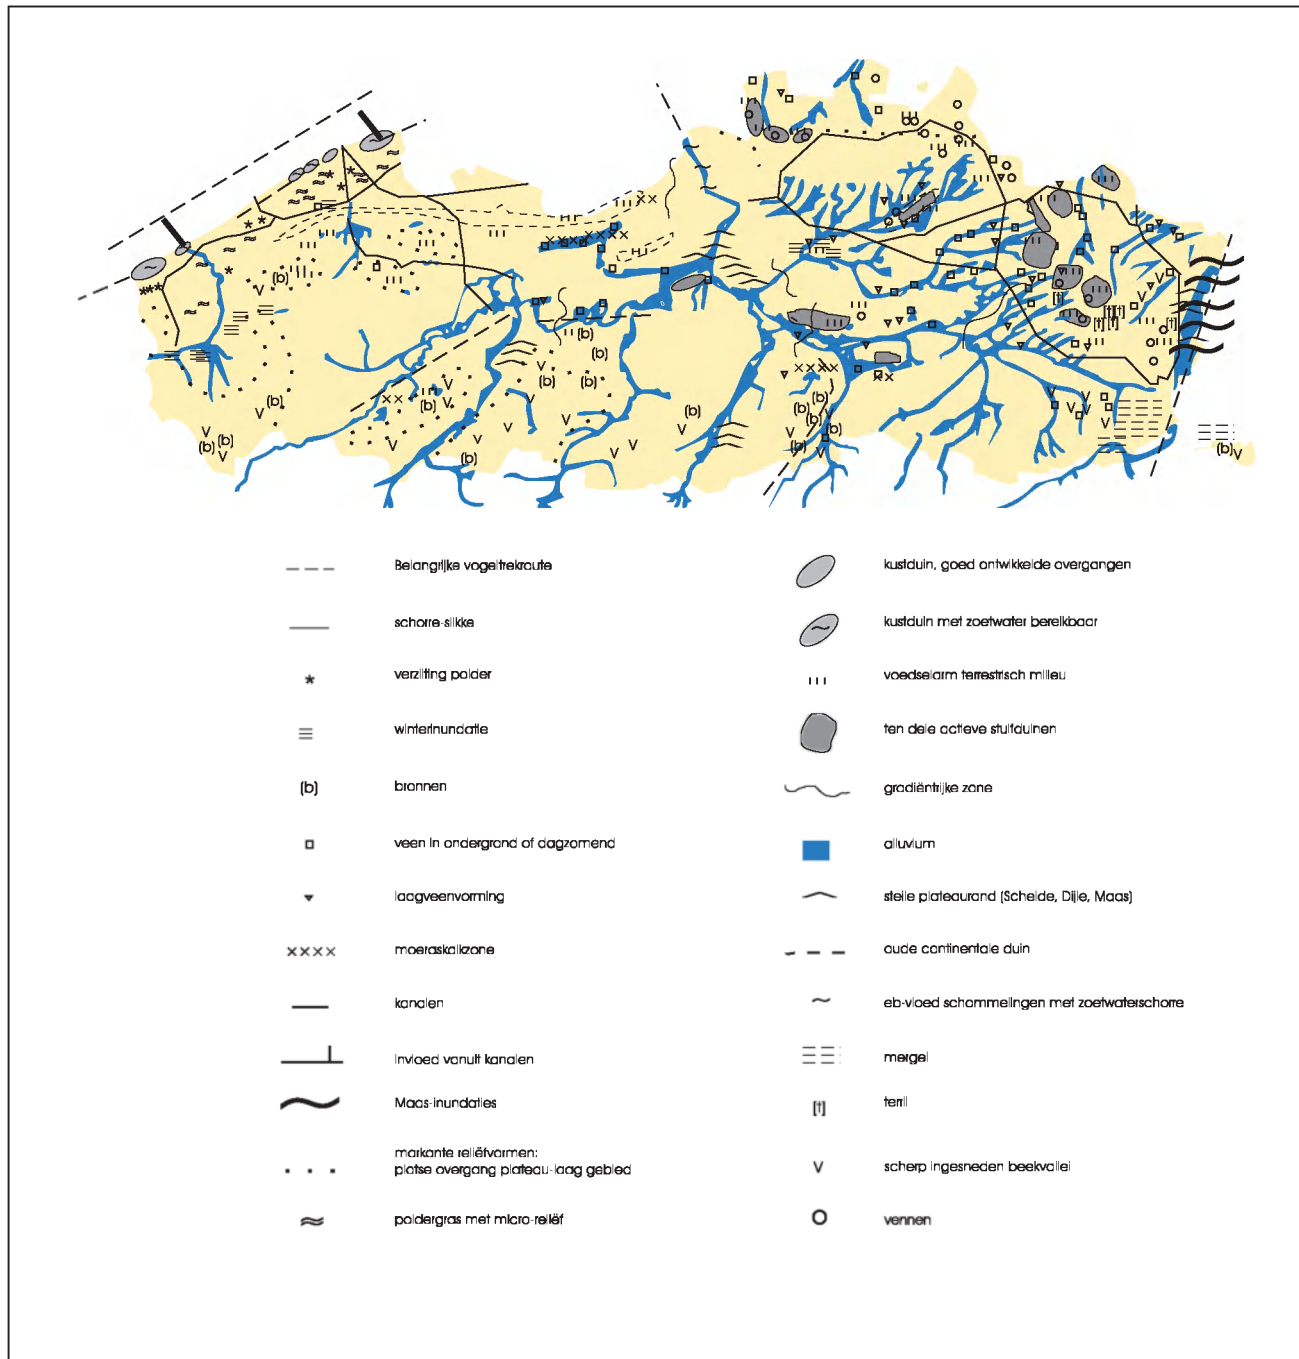 Belangrijke vogeltrekroute
schorre-slikke
verzilting polder
winterinundatie
(b) bronnen
veen in ondergrond of dagzomend
laagveenvorming
moeraskalkzone
kanalen
invloed vanuit kanalen
Maas-inundaties
markante reliëfvormen:
plotse overgang plateau-laag gebied
poldergras met micro-reliëf
kustduin, goed ontwikkelde overgangen
kustduin met zoetwater bereikbaar
voedselarm terrestrisch milieu
ten dele actieve stuifduinen
gradiëntrijke zone
alluvium
steile plateaurand (Schelde, Dijle, Maas)
oude continentale duin
eb-vloed schommelingen met zoetwaterschorre
mergel
[t] terril
V scherp ingesneden beekvallei
vennen